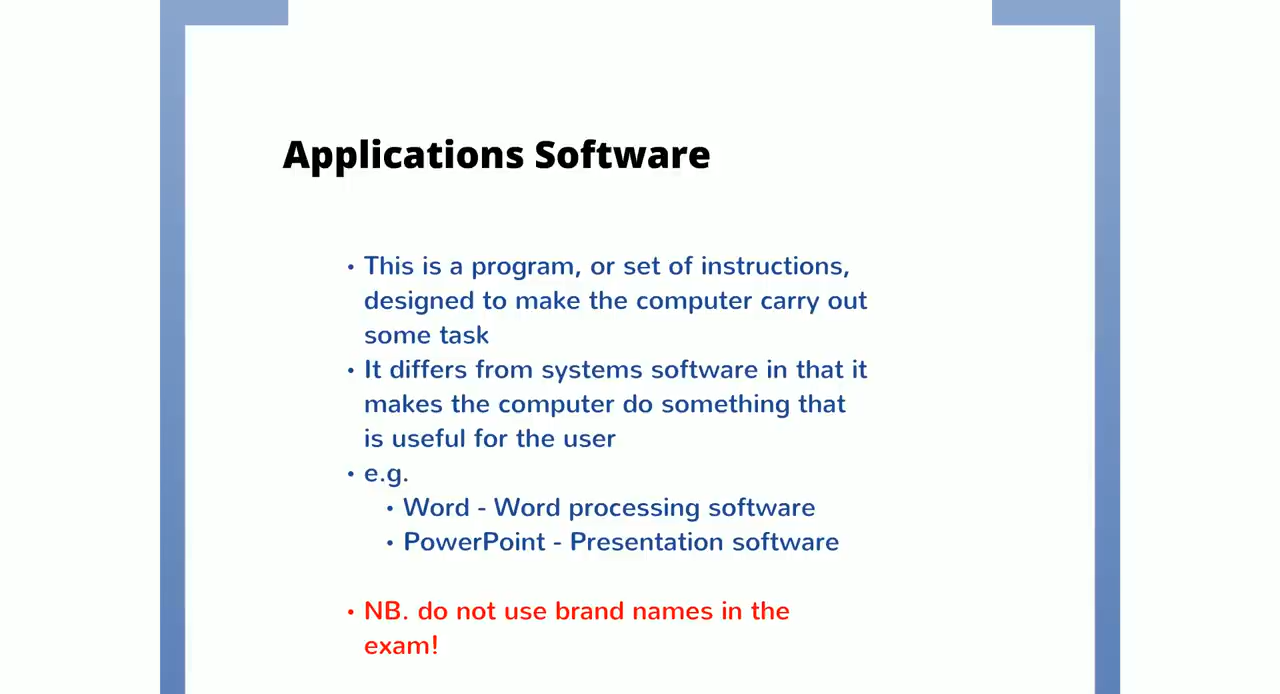 Applications Software
• This is a program, or set of instructions,
designed to make the computer carry out
some task
• It differs from systems software in that it
makes the computer do something that
is useful for the user
• e.g.
• Word - Word processing software
• PowerPoint - Presentation software
• NB. do not use brand names in the
exam!